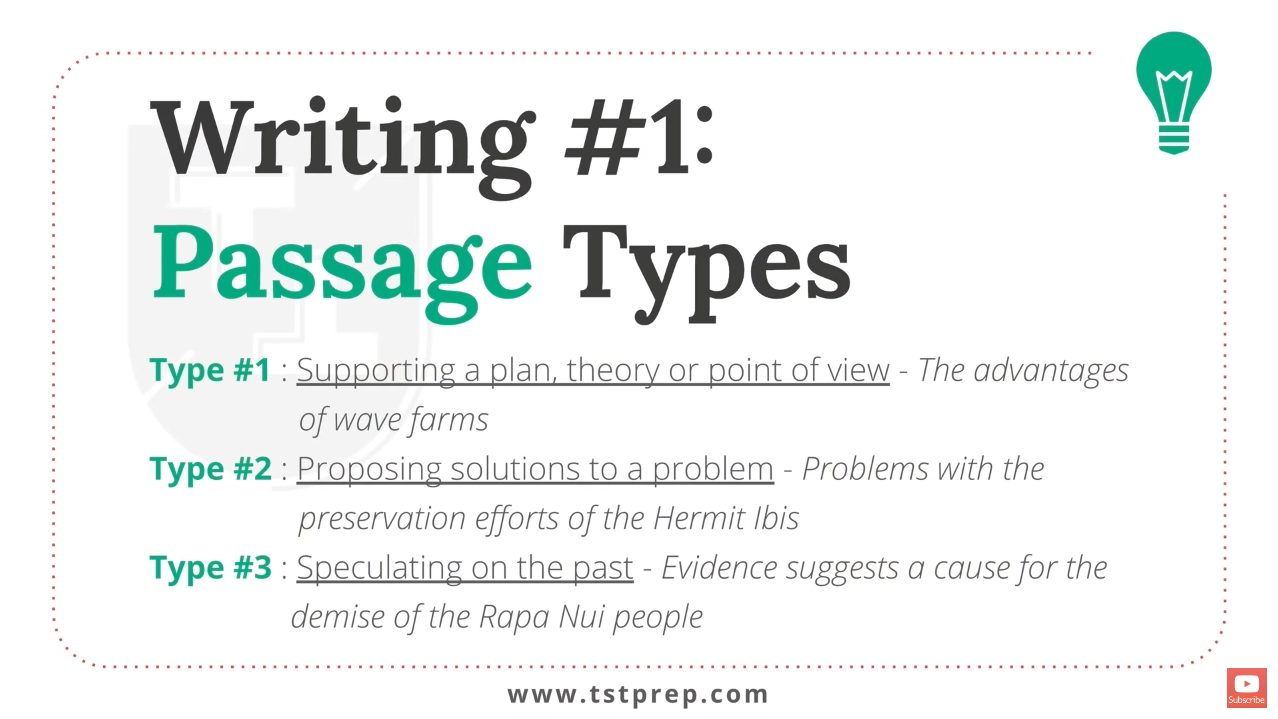 Writing #1:
Passage Types
Type #1 : Supporting a plan, theory or point of view - The advantages
of wave farms
Type #2 : Proposing solutions to a problem - Problems with the
preservation efforts of the Hermit Ibis
Type #3 : Speculating on the past - Evidence suggests a cause for the
demise of the Rapa Nui people
www.tstprep.com
Subscribe